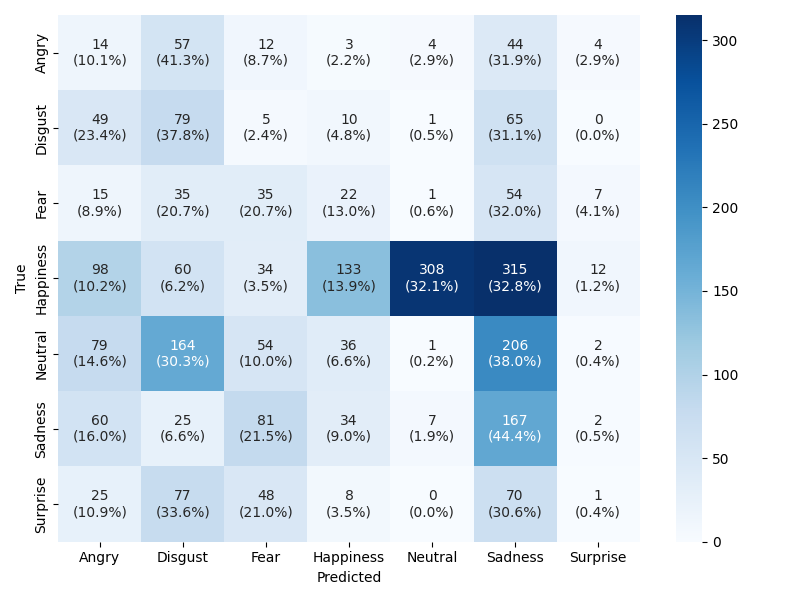 Angry 14 57 12 3 4 44 4
(10.1%) (41.3%) (8.7%) (2.2%) (2.9%) (31.9%) (2.9%)
Disgust 49 79 5 10 1 65 0
(23.4%) (37.8%) (2.4%) (4.8%) (0.5%) (31.1%) (0.0%)
Fear 15 35 35 22 1 54 7
(8.9%) (20.7%) (20.7%) (13.0%) (0.6%) (32.0%) (4.1%)
True
Happiness 98 60 34 133 308 315 12
(10.2%) (6.2%) (3.5%) (13.9%) (32.1%) (32.8%) (1.2%)
Neutral 79 164 54 36 1 206 2
(14.6%) (30.3%) (10.0%) (6.6%) (0.2%) (38.0%) (0.4%)
Sadness 60 25 81 34 7 167 2
(16.0%) (6.6%) (21.5%) (9.0%) (1.9%) (44.4%) (0.5%)
Surprise 25 77 48 8 0 70 1
(10.9%) (33.6%) (21.0%) (3.5%) (0.0%) (30.6%) (0.4%)
Angry Disgust Fear Happiness Neutral Sadness Surprise
Predicted
300
250
200
150
100
50
0